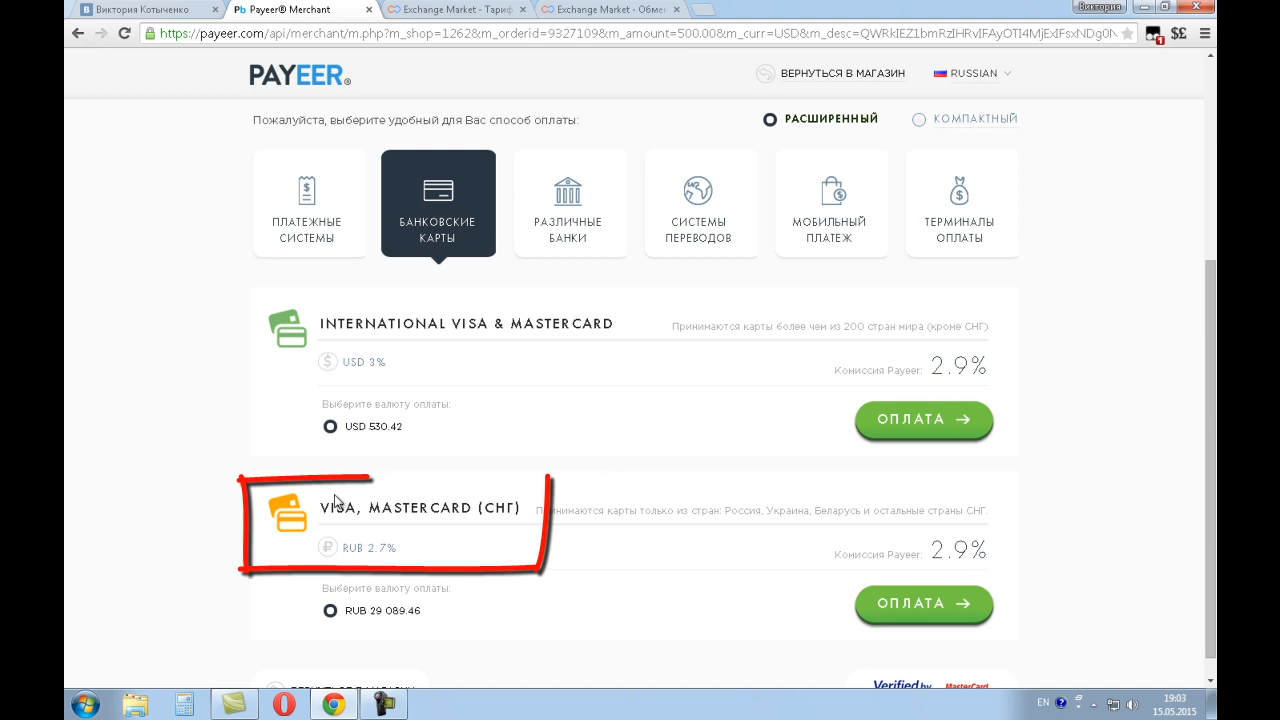 Виктория Котыченко
Payeer® Merchant
Exchange Market - Тариф
Exchange Market - Обмен
Виктория
https://payeer.com/api/merchant/m.php?m_shop=1262&m_orderid=9327109&m_amount=500.00&m_curr=USD&m_desc=
PAYEER®
ВЕРНУТЬСЯ В МАГАЗИН
RUSSIAN
Пожалуйста, выберите удобный для Вас способ оплаты:
РАСШИРЕННЫЙ
КОМПАКТНЫЙ
ПЛАТЕЖНЫЕ
СИСТЕМЫ
БАНКОВСКИЕ
КАРТЫ
РАЗЛИЧНЫЕ
БАНКИ
СИСТЕМЫ
ПЕРЕВОДОВ
МОБИЛЬНЫЙ
ПЛАТЕЖ
ТЕРМИНАЛЫ
ОПЛАТЫ
INTERNATIONAL VISA & MASTERCARD
Принимаются карты более чем из 200 стран мира (кроме СНГ)
USD 3%
Комиссия Payeer: 2.9%
Выберите валюту оплаты:
USD 530.42
ОПЛАТА
VISA, MASTERCARD (СНГ)
Принимаются карты только из стран: Россия, Украина, Беларусь и остальные страны СНГ.
RUB 2.7%
Комиссия Payeer: 2.9%
Выберите валюту оплаты:
RUB 29 089.46
ОПЛАТА
Verified by
MasterCard
EN
19:03
15.05.2015